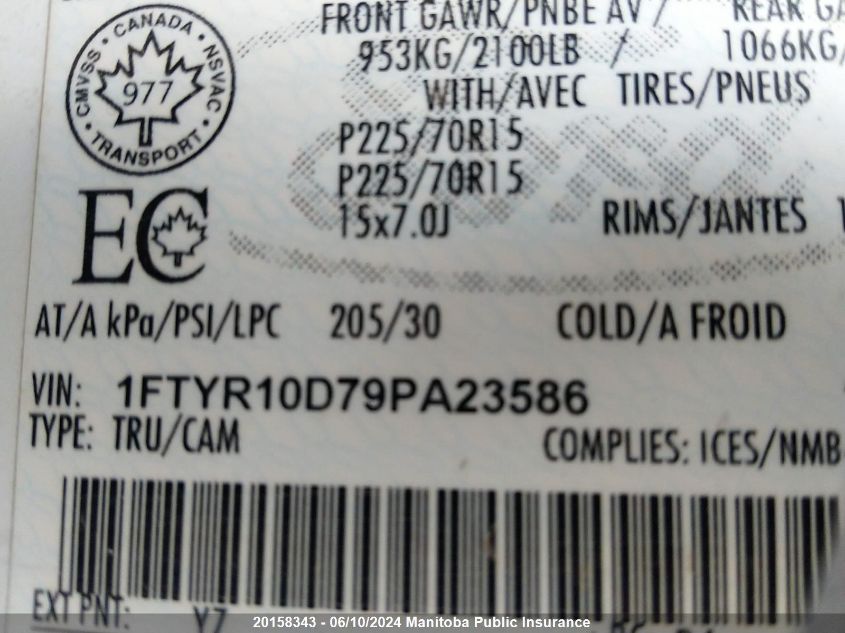 FRONT GAWR/PNBE AV / REAR
953KG/2100LB / 1066KG/
WITH/AVEC TIRES/PNEUS
P225/70R15
P225/70R15
15x7.0J RIMS/JANTES
CMVSS • CANADA • NSVAC • TRANSPORT •
977
EC
AT/A kPa/PSI/LPC 205/30 COLD/A FROID
VIN: 1FTYR10D79PA23586
TYPE: TRU/CAM COMPLIES: ICES/NMB
EXT PNT: YZ
20158343 - 06/10/2024 Manitoba Public Insurance